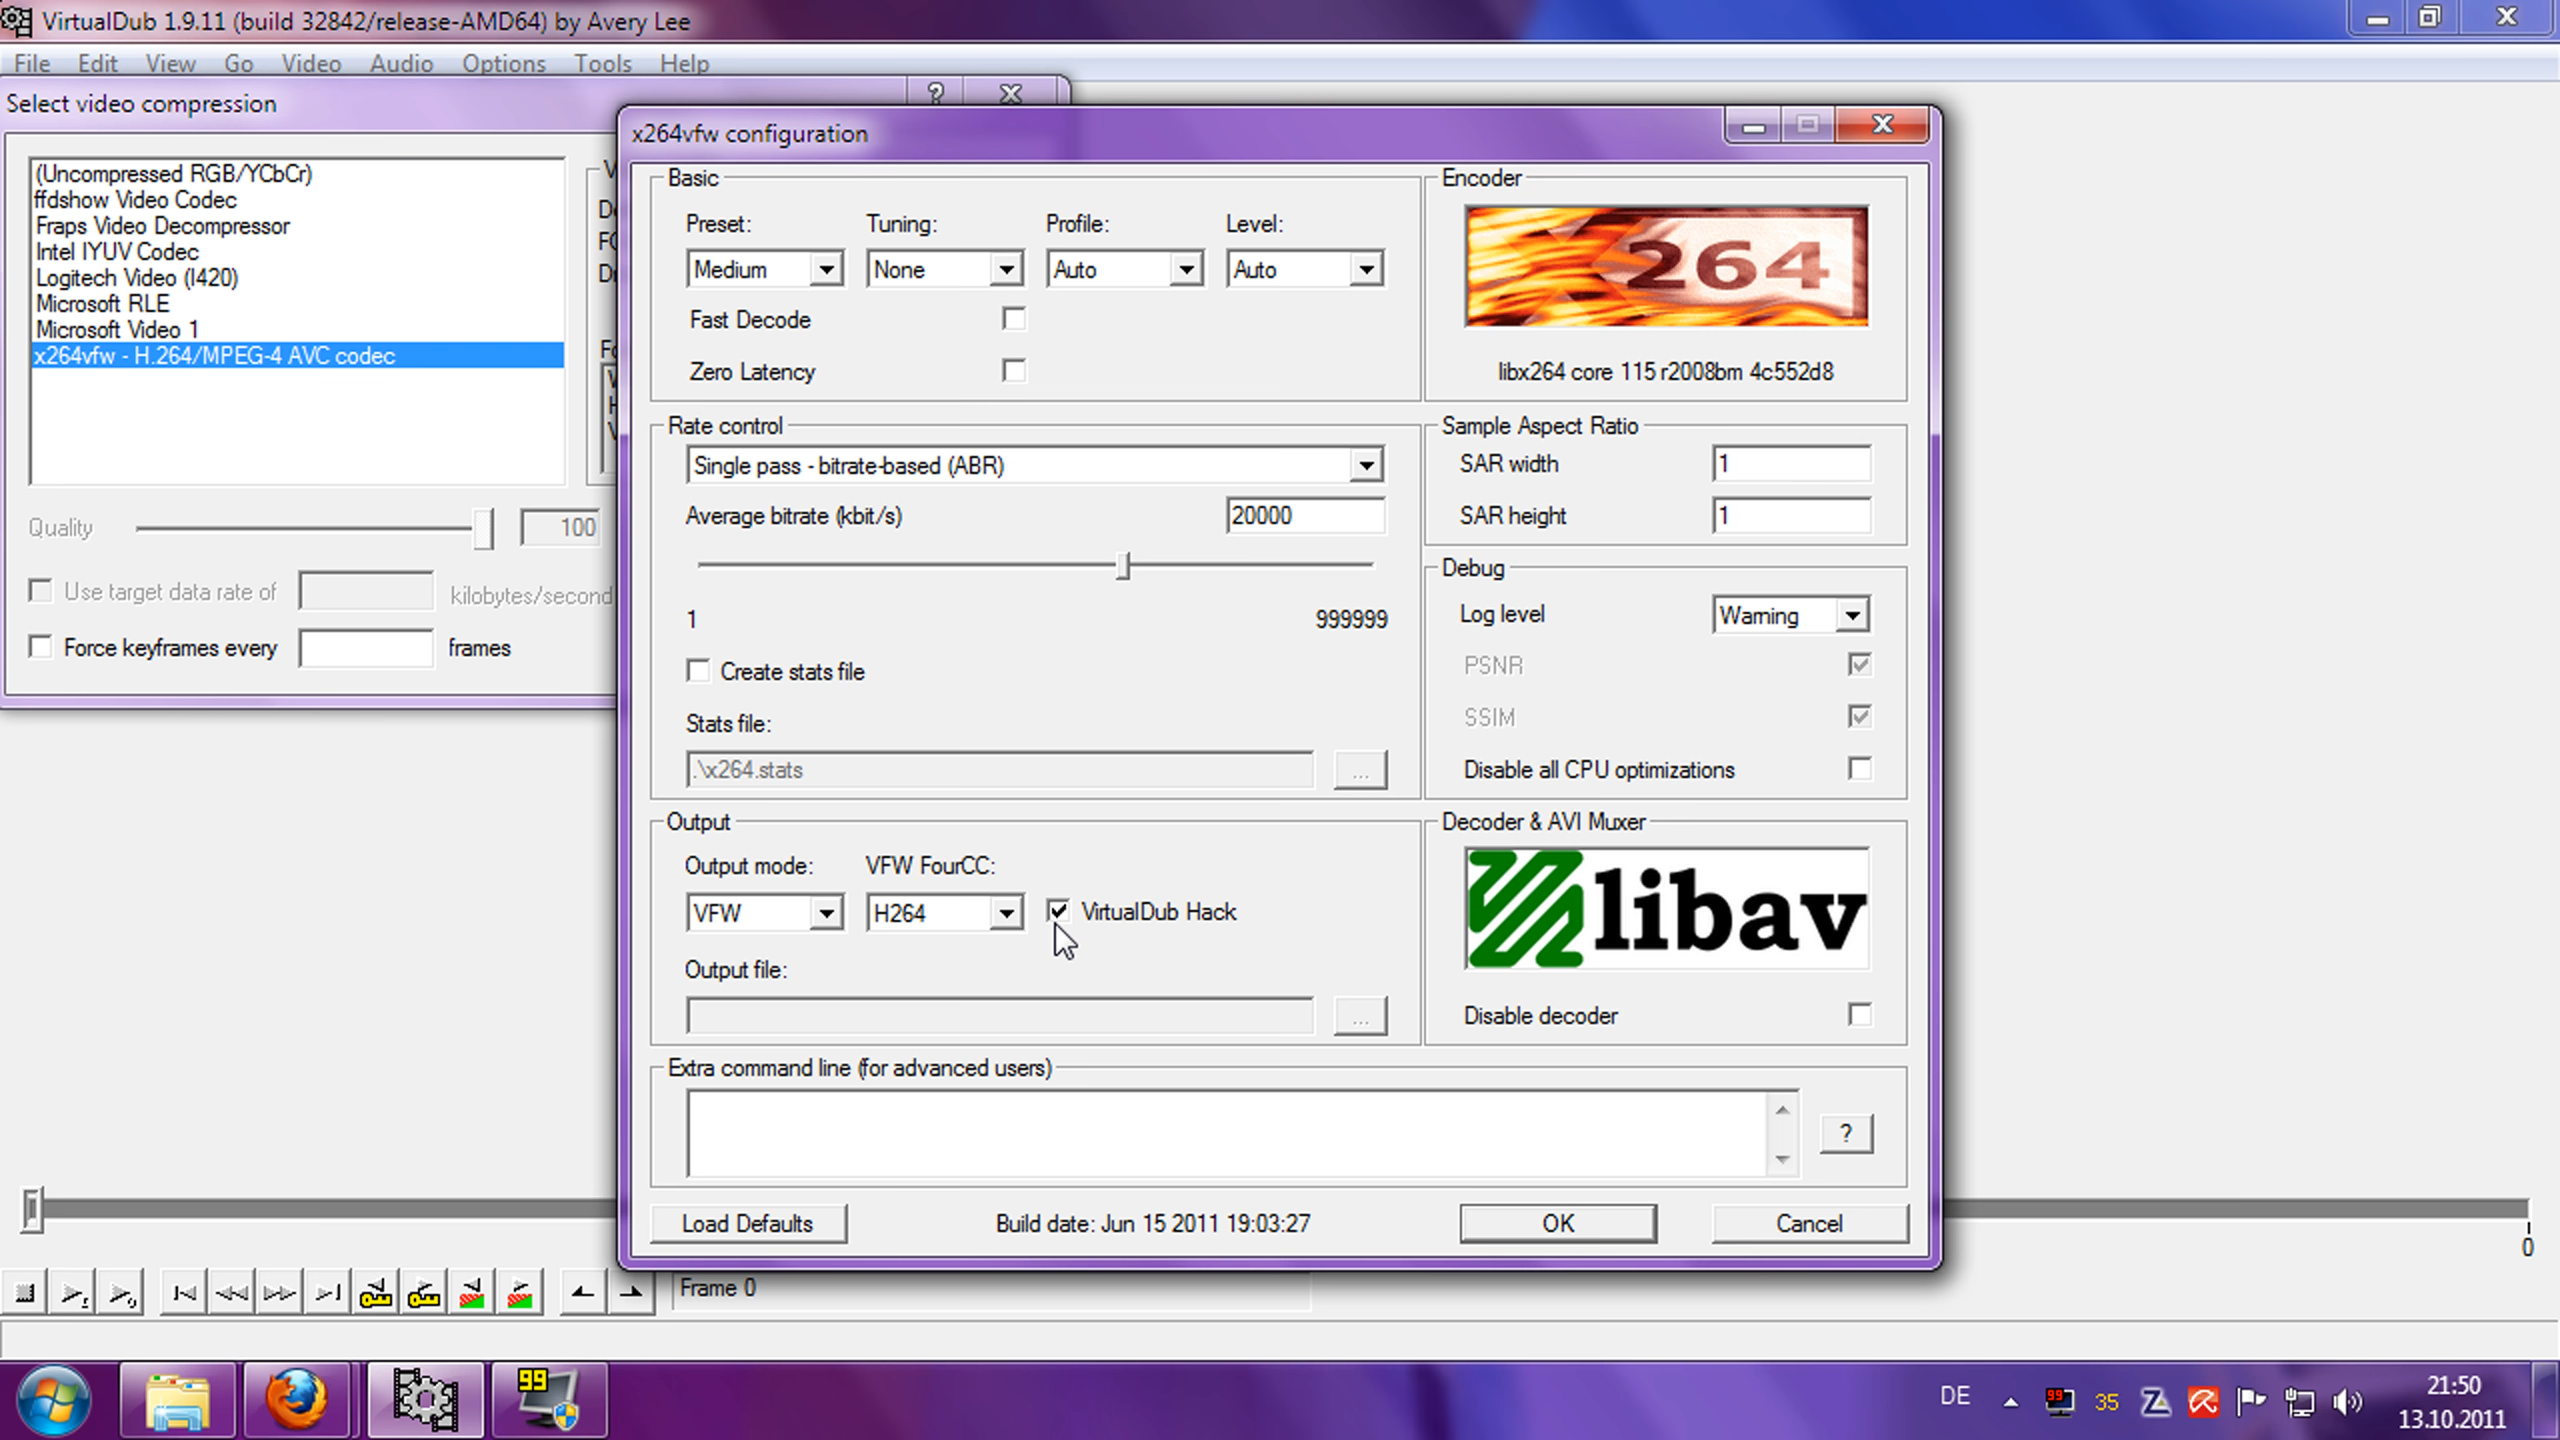 VirtualDub 1.9.11 (build 32842/release-AMD64) by Avery Lee
File Edit View Go Video Audio Options Tools Help
Select video compression
(Uncompressed RGB/YCbCr)
ffdshow Video Codec
Fraps Video Decompressor
Intel IYUV Codec
Logitech Video (I420)
Microsoft RLE
Microsoft Video 1
x264vfw - H.264/MPEG-4 AVC codec
Quality
100
Use target data rate of
kilobytes/second
Force keyframes every
frames
x264vfw configuration
Basic
Preset: Tuning: Profile: Level:
Medium None Auto Auto
Fast Decode
Zero Latency
Encoder
264
libx264 core 115 r2008bm 4c552d8
Rate control
Single pass - bitrate-based (ABR)
Average bitrate (kbit/s)
20000
1
999999
Create stats file
Stats file:
.\x264.stats
...
Sample Aspect Ratio
SAR width 1
SAR height 1
Debug
Log level Warning
PSNR
SSIM
Disable all CPU optimizations
Output
Output mode: VFW FourCC:
VFW H264 VirtualDub Hack
Output file:
...
Decoder & AVI Muxer
libav
Disable decoder
Extra command line (for advanced users)
?
Load Defaults
Build date: Jun 15 2011 19:03:27
OK
Cancel
0
Frame 0
99
DE
99
35
21:50
13.10.2011